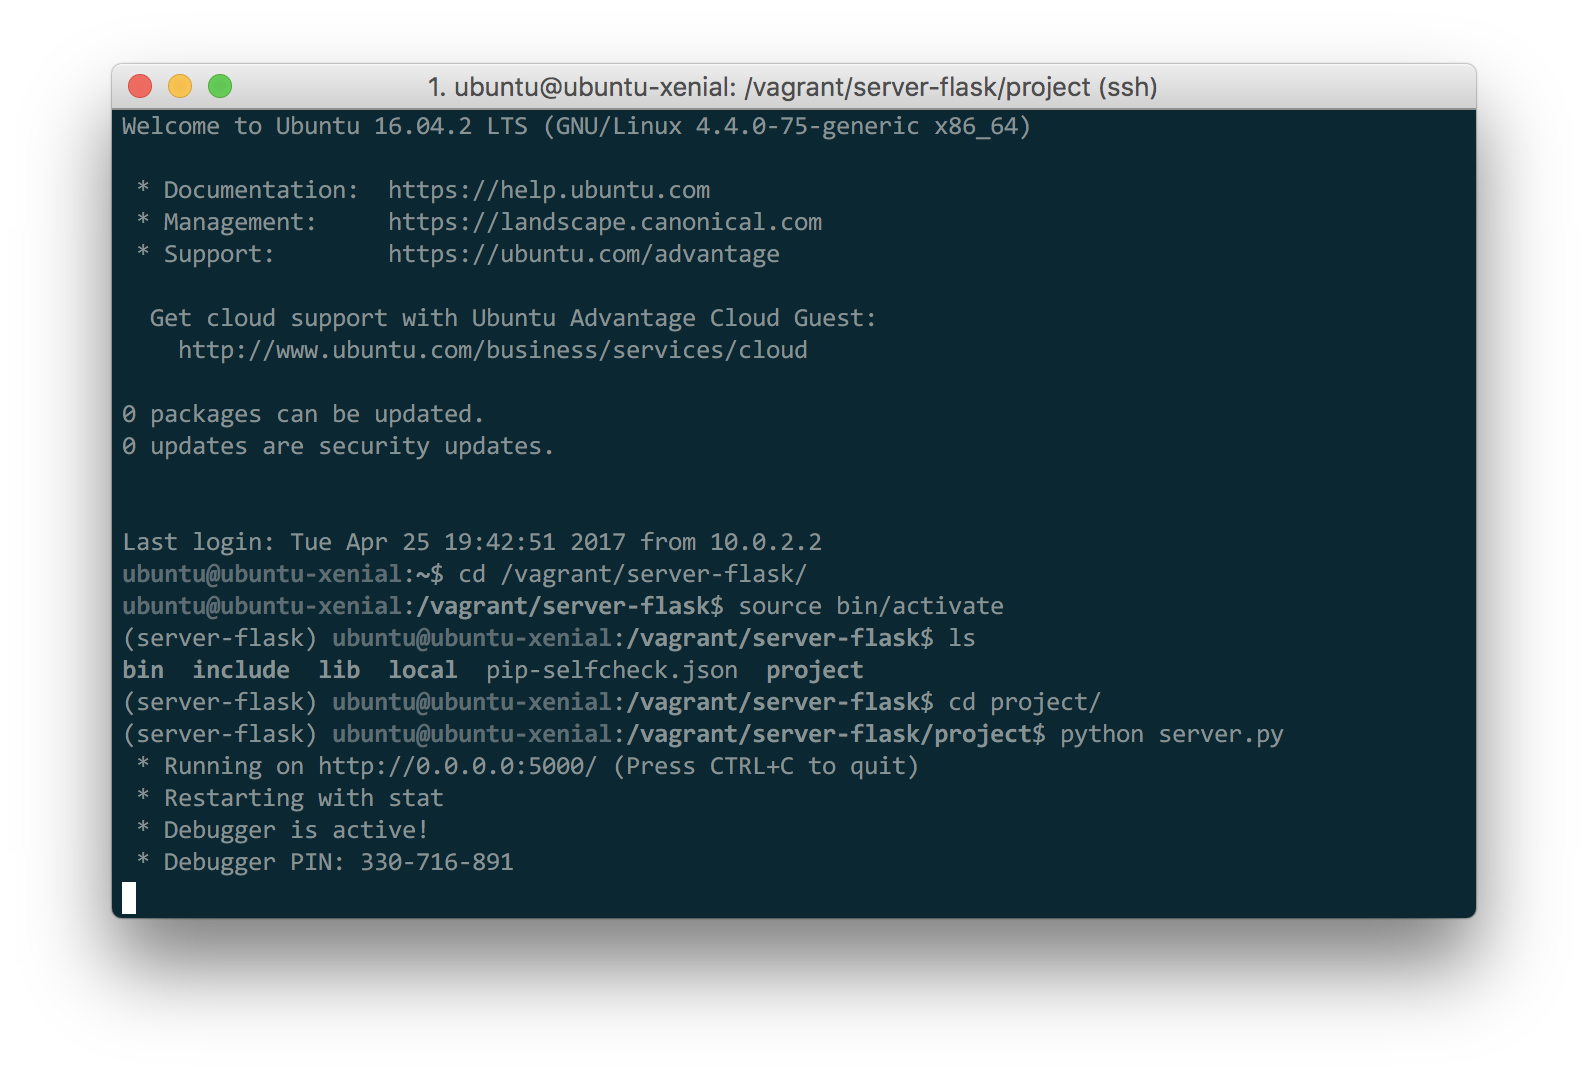 1. ubuntu@ubuntu-xenial: /vagrant/server-flask/project (ssh)
Welcome to Ubuntu 16.04.2 LTS (GNU/Linux 4.4.0-75-generic x86_64)
* Documentation:  https://help.ubuntu.com
* Management:     https://landscape.canonical.com
* Support:        https://ubuntu.com/advantage
Get cloud support with Ubuntu Advantage Cloud Guest:
http://www.ubuntu.com/business/services/cloud
0 packages can be updated.
0 updates are security updates.
Last login: Tue Apr 25 19:42:51 2017 from 10.0.2.2
ubuntu@ubuntu-xenial:~$ cd /vagrant/server-flask/
ubuntu@ubuntu-xenial:/vagrant/server-flask$ source bin/activate
(server-flask) ubuntu@ubuntu-xenial:/vagrant/server-flask$ ls
bin  include  lib  local  pip-selfcheck.json  project
(server-flask) ubuntu@ubuntu-xenial:/vagrant/server-flask$ cd project/
(server-flask) ubuntu@ubuntu-xenial:/vagrant/server-flask/project$ python server.py
* Running on http://0.0.0.0:5000/ (Press CTRL+C to quit)
* Restarting with stat
* Debugger is active!
* Debugger PIN: 330-716-891